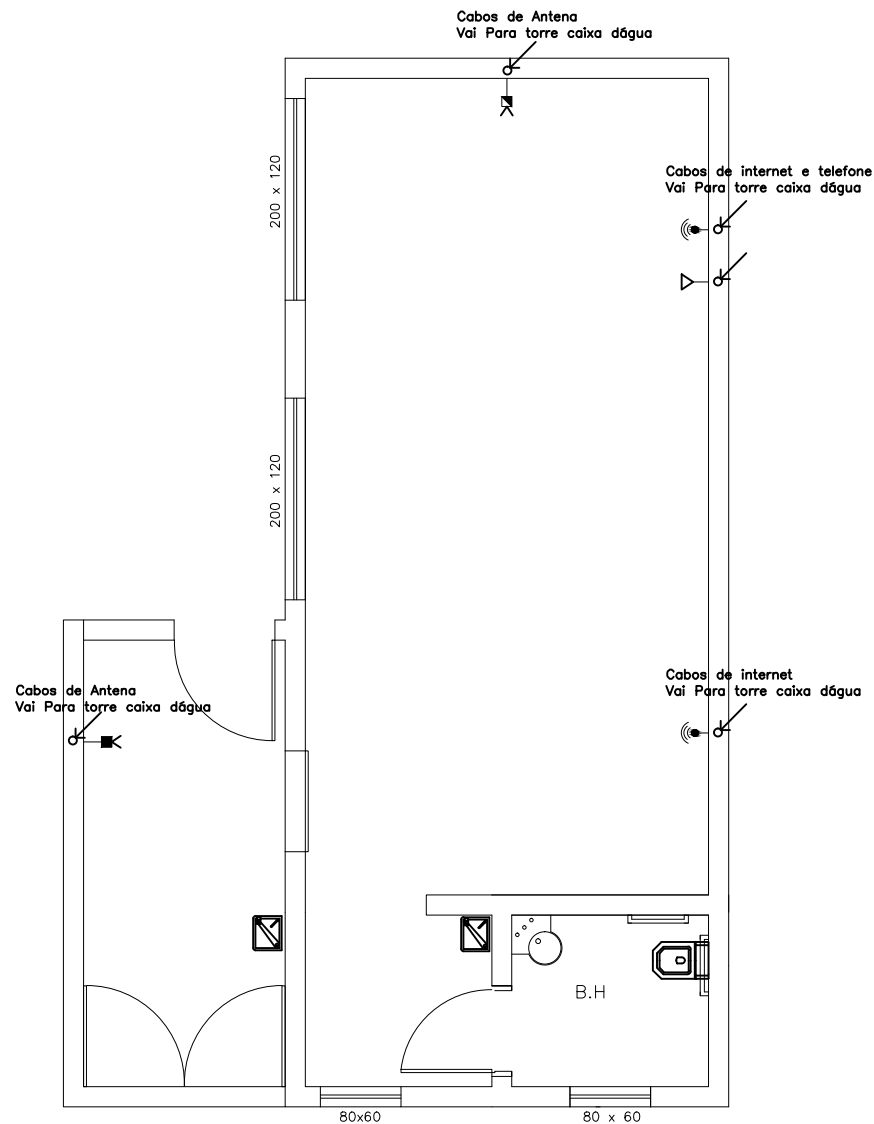 Cabos de Antena
Vai Para torre caixa dágua
Cabos de internet e telefone
Vai Para torre caixa dágua
200 x 120
200 x 120
Cabos de internet
Vai Para torre caixa dágua
Cabos de Antena
Vai Para torre caixa dágua
B.H
80x60
80 x 60